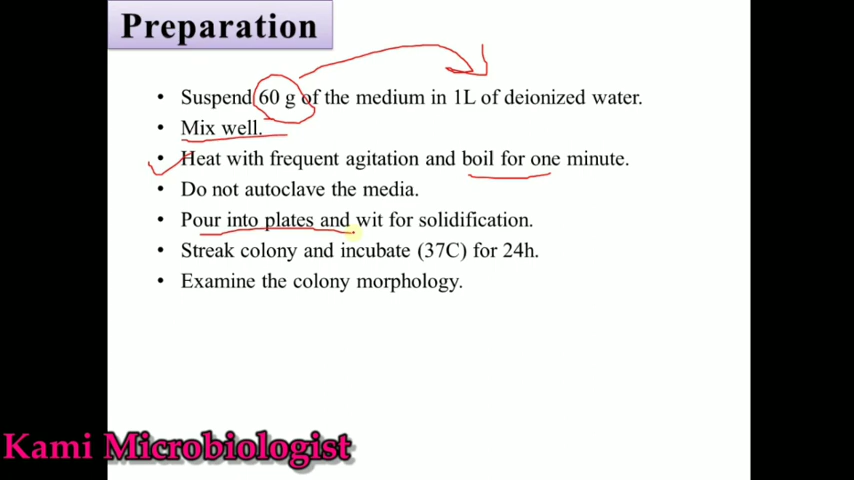 Preparation
• Suspend 60 g of the medium in 1L of deionized water.
• Mix well.
• Heat with frequent agitation and boil for one minute.
• Do not autoclave the media.
• Pour into plates and wit for solidification.
• Streak colony and incubate (37C) for 24h.
• Examine the colony morphology.
Kami Microbiologist